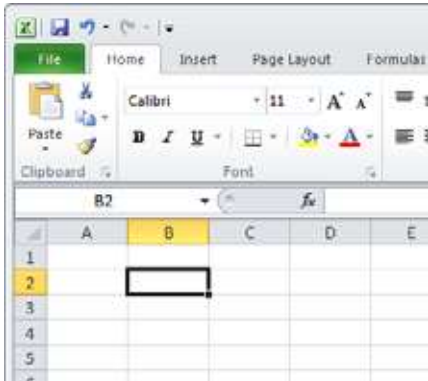 File Home Insert Page Layout Formulas
Calibri 11 A A
Paste B I U A
Clipboard Font
B2 fx
A B C D E
1
2
3
4
5